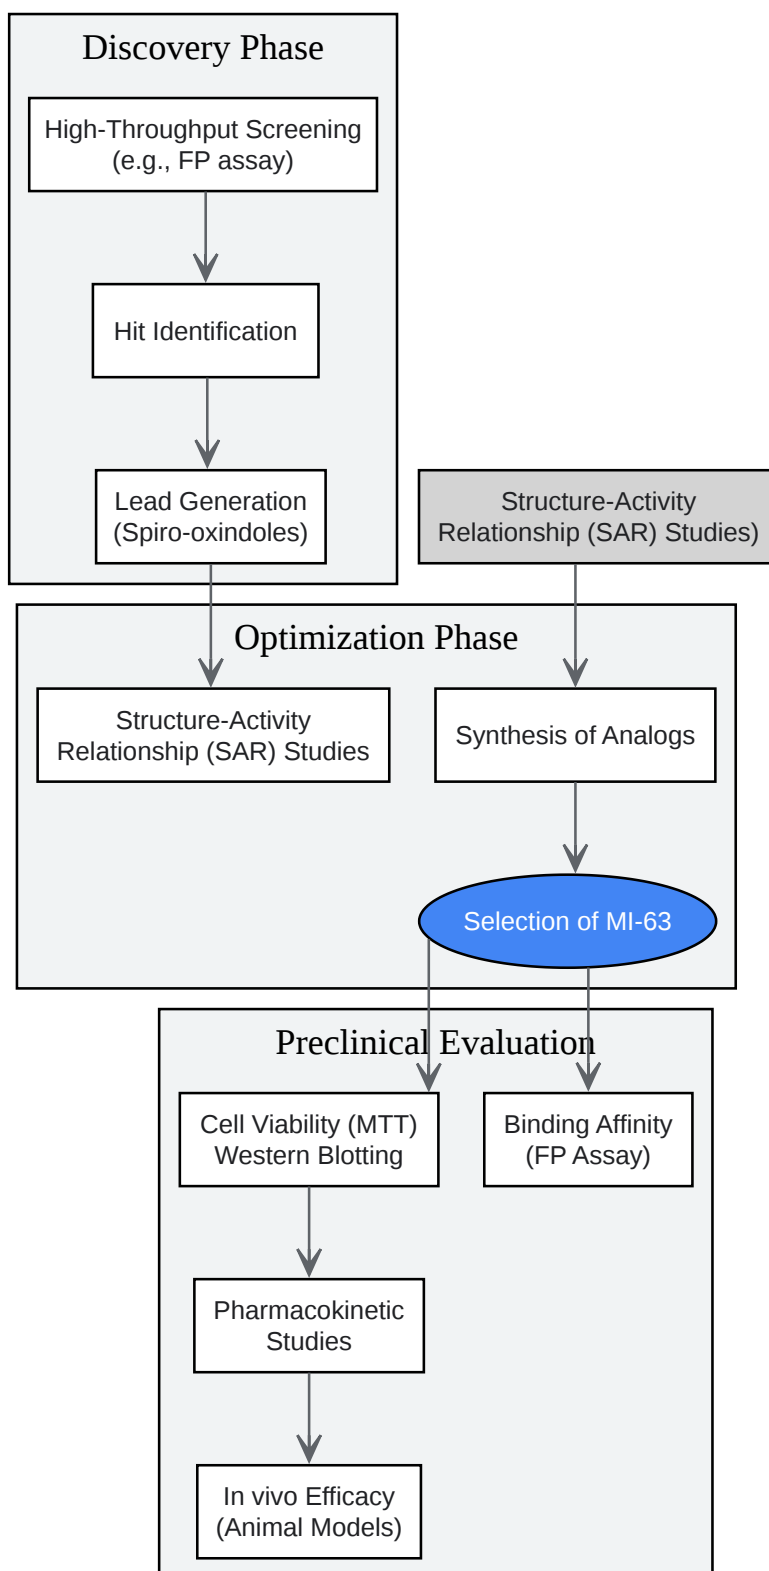 Discovery Phase
High-Throughput Screening
(e.g., FP assay)
Hit Identification
Lead Generation
(Spiro-oxindoles)
Structure-Activity
Relationship (SAR) Studies)
Optimization Phase
Structure-Activity
Relationship (SAR) Studies
Synthesis of Analogs
Selection of MI-63
Preclinical Evaluation
Cell Viability (MTT)
Western Blotting
Binding Affinity
(FP Assay)
Pharmacokinetic
Studies
In vivo Efficacy
(Animal Models)